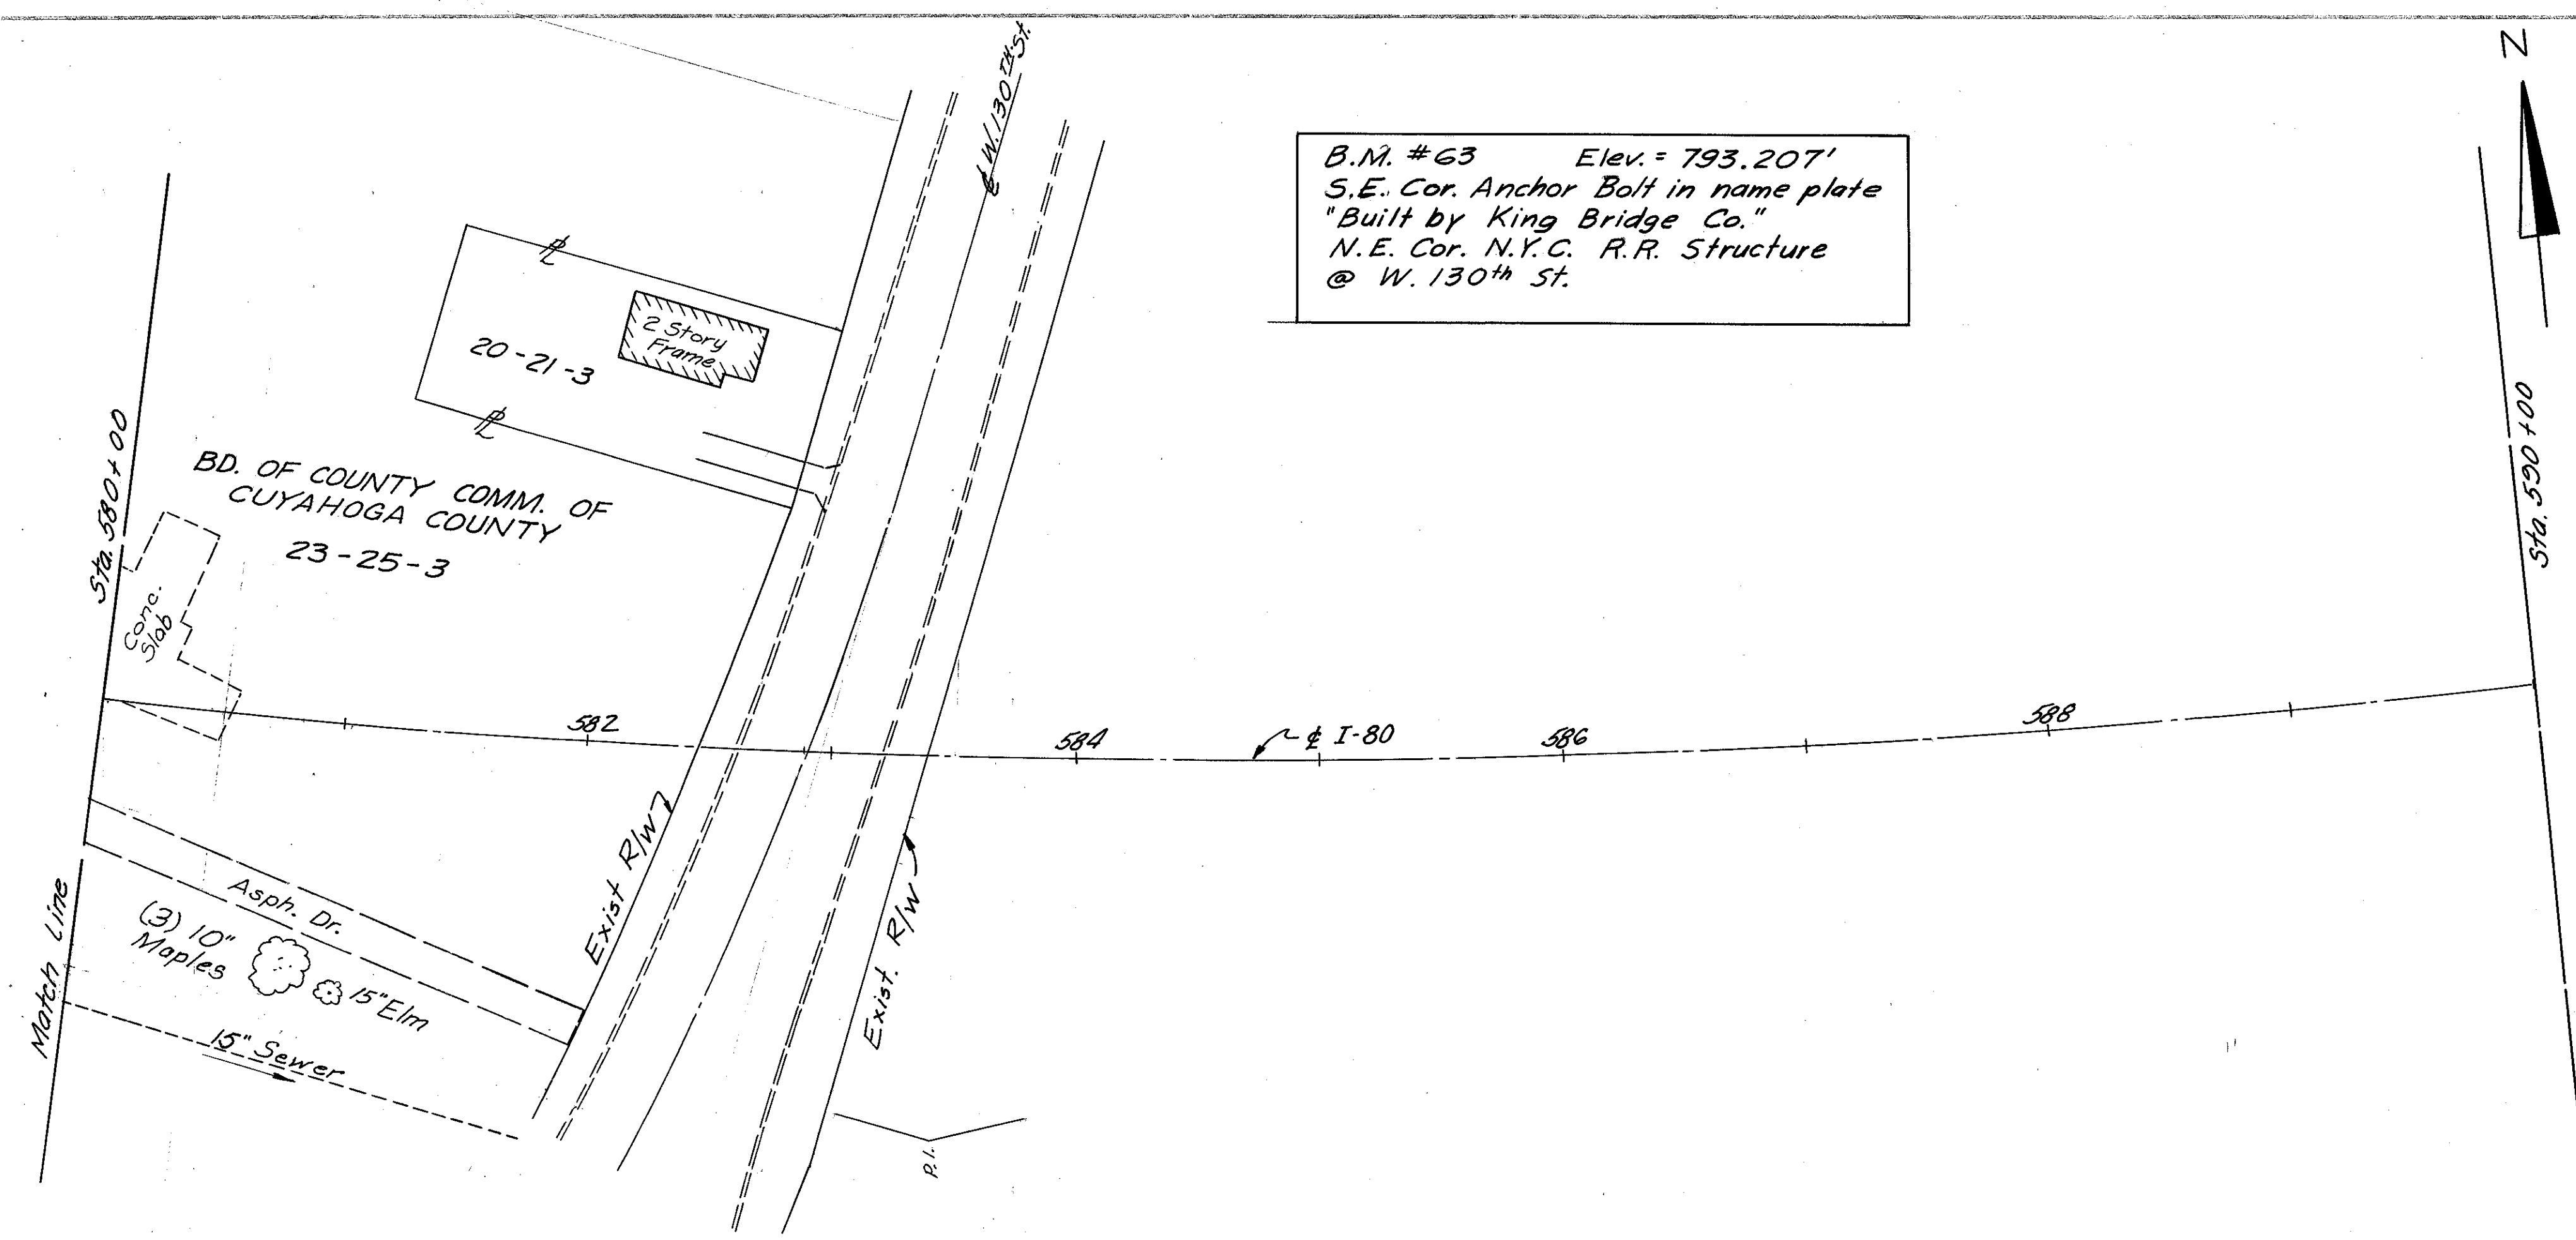 N
℄ W. 130TH St.
B.M. #63 Elev. = 793.207'
S.E. Cor. Anchor Bolt in name plate
"Built by King Bridge Co."
N.E. Cor. N.Y.C. R.R. Structure
@ W. 130th St.
PL
2 Story
Frame
20-21-3
PL
Sta. 580+00
BD. OF COUNTY COMM. OF
CUYAHOGA COUNTY
23-25-3
Conc.
Slab
Sta. 590+00
582
584
℄ I-80
586
588
Exist R/W
Exist. R/W
Asph. Dr.
(3) 10"
Maples
15" Elm
15" Sewer
Match Line
P.I.